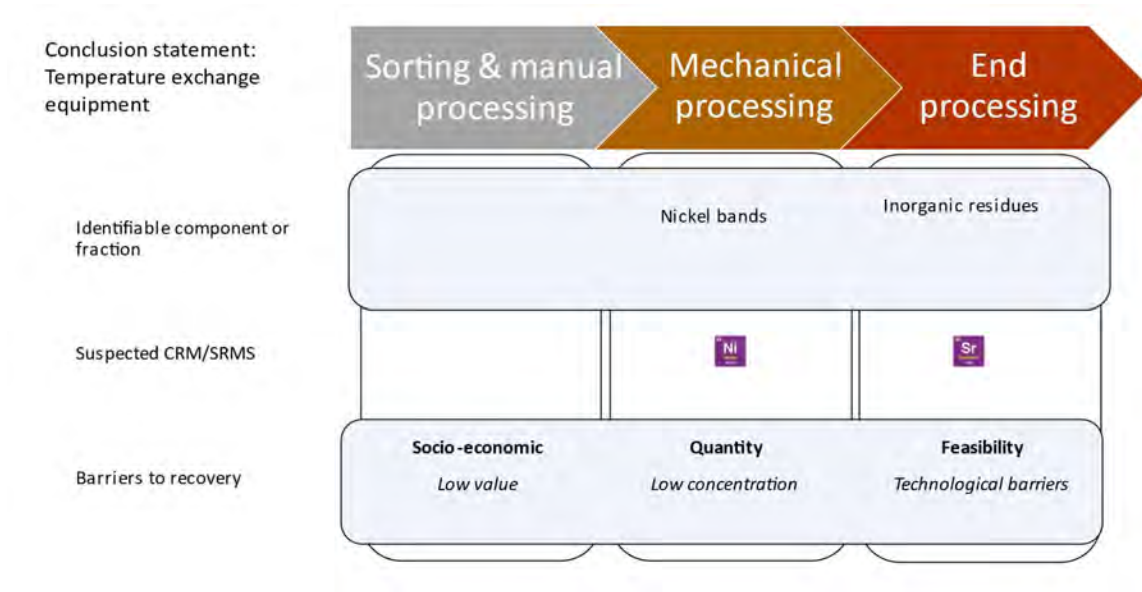 Conclusion statement:
Temperature exchange
equipment
Sorting & manual
processing
Mechanical
processing
End
processing
Identifiable component or
fraction
Nickel bands
Inorganic residues
Suspected CRM/SRMS
Ni
Sr
Barriers to recovery
Socio-economic
Low value
Quantity
Low concentration
Feasibility
Technological barriers